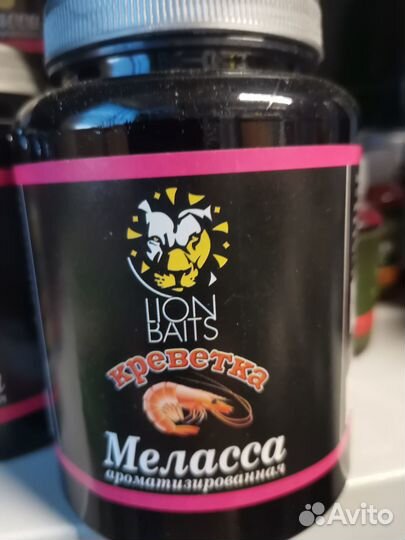 LION
BAITS
креветка
Меласса
ароматизированная
Avito